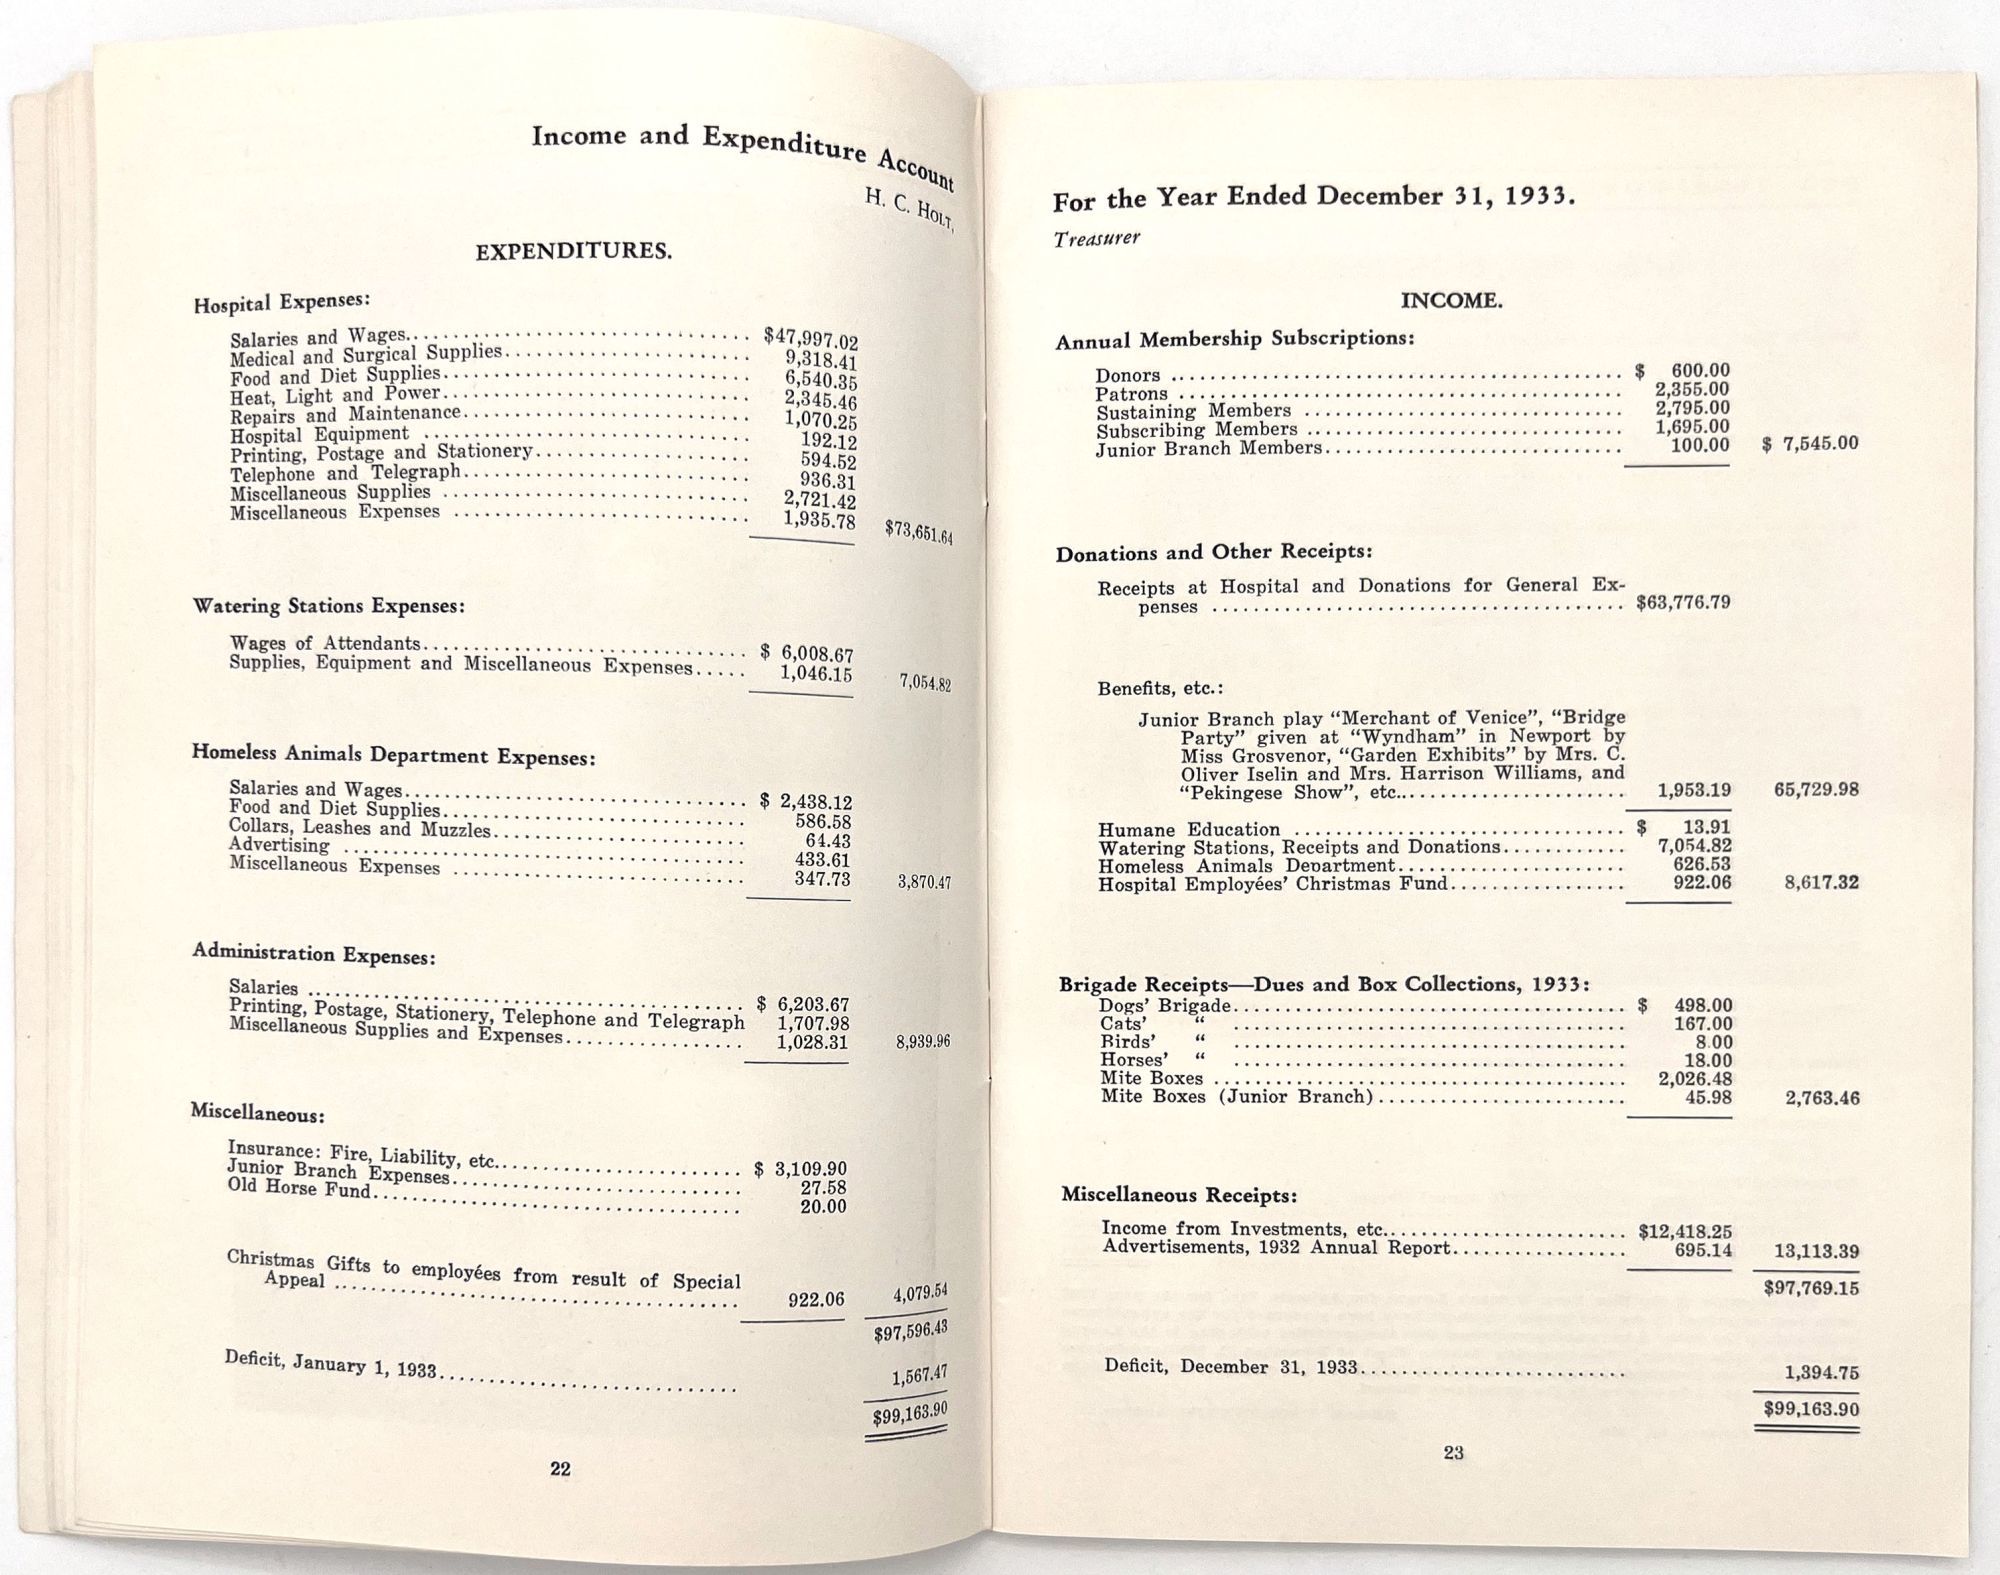 Income and Expenditure Account
H. C. Holt,
EXPENDITURES.
Hospital Expenses:
Salaries and Wages................................ $47,997.02
Medical and Surgical Supplies........................ 9,318.41
Food and Diet Supplies.............................. 6,540.35
Heat, Light and Power.............................. 2,345.46
Repairs and Maintenance............................ 1,070.25
Hospital Equipment ................................ 192.12
Printing, Postage and Stationery..................... 594.52
Telephone and Telegraph............................ 936.31
Miscellaneous Supplies .............................. 2,721.42
Miscellaneous Expenses ............................. 1,935.78 $73,651.64
Watering Stations Expenses:
Wages of Attendants................................ $ 6,008.67
Supplies, Equipment and Miscellaneous Expenses..... 1,046.15 7,054.82
Homeless Animals Department Expenses:
Salaries and Wages................................. $ 2,438.12
Food and Diet Supplies.............................. 586.58
Collars, Leashes and Muzzles......................... 64.43
Advertising ........................................ 433.61
Miscellaneous Expenses ............................. 347.73 3,870.47
Administration Expenses:
Salaries .......................................... $ 6,203.67
Printing, Postage, Stationery, Telephone and Telegraph 1,707.98
Miscellaneous Supplies and Expenses................. 1,028.31 8,939.96
Miscellaneous:
Insurance: Fire, Liability, etc........................ $ 3,109.90
Junior Branch Expenses............................. 27.58
Old Horse Fund..................................... 20.00
Christmas Gifts to employées from result of Special
Appeal ........................................ 922.06 4,079.54
$97,596.43
Deficit, January 1, 1933............................. 1,567.47
$99,163.90
22
For the Year Ended December 31, 1933.
Treasurer
INCOME.
Annual Membership Subscriptions:
Donors ............................................ $ 600.00
Patrons ........................................... 2,355.00
Sustaining Members ............................... 2,795.00
Subscribing Members ............................... 1,695.00
Junior Branch Members............................. 100.00 $ 7,545.00
Donations and Other Receipts:
Receipts at Hospital and Donations for General Ex-
penses ........................................ $63,776.79
Benefits, etc.:
Junior Branch play “Merchant of Venice”, “Bridge
Party” given at “Wyndham” in Newport by
Miss Grosvenor, “Garden Exhibits” by Mrs. C.
Oliver Iselin and Mrs. Harrison Williams, and
“Pekingese Show”, etc....................... 1,953.19 65,729.98
Humane Education ................................ $ 13.91
Watering Stations, Receipts and Donations............ 7,054.82
Homeless Animals Department....................... 626.53
Hospital Employées’ Christmas Fund................. 922.06 8,617.32
Brigade Receipts—Dues and Box Collections, 1933:
Dogs’ Brigade...................................... $ 498.00
Cats’ “ ...................................... 167.00
Birds’ “ ...................................... 8.00
Horses’ “ ...................................... 18.00
Mite Boxes ........................................ 2,026.48
Mite Boxes (Junior Branch)........................ 45.98 2,763.46
Miscellaneous Receipts:
Income from Investments, etc........................ $12,418.25
Advertisements, 1932 Annual Report................. 695.14 13,113.39
$97,769.15
Deficit, December 31, 1933.......................... 1,394.75
$99,163.90
23